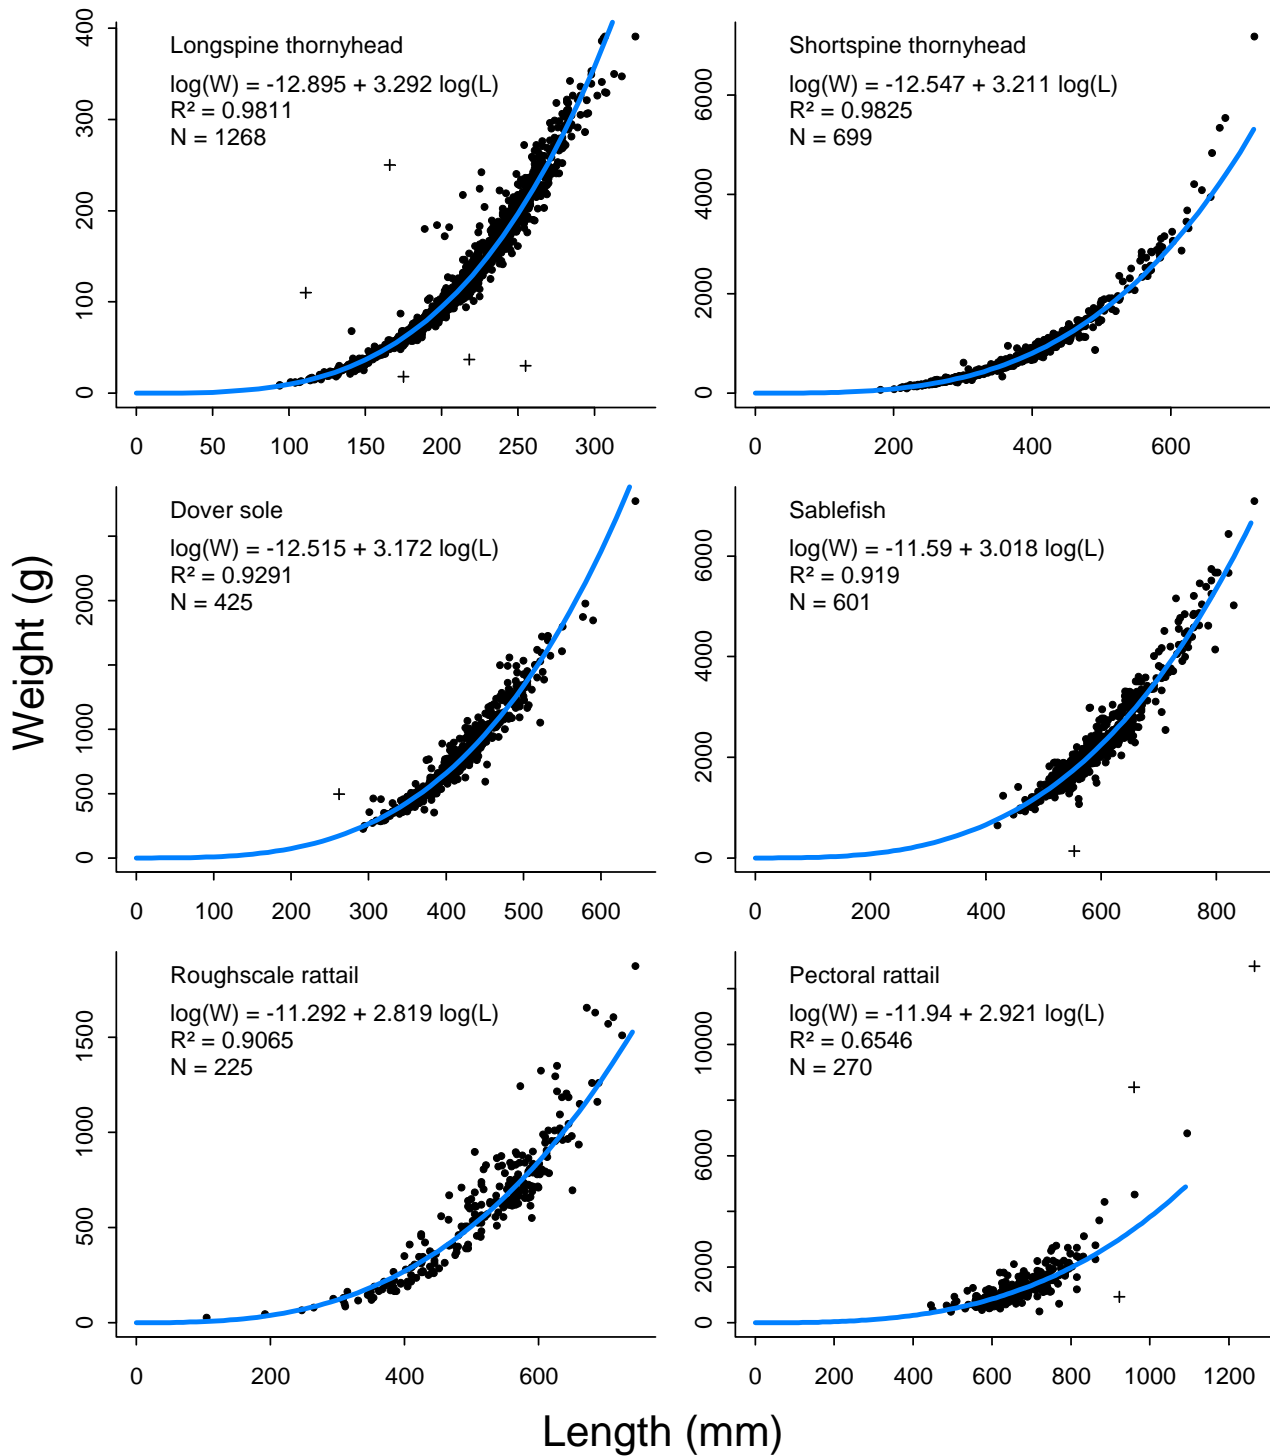 Longspine thornyhead
log(W) = -12.895 + 3.292 log(L)
R² = 0.9811
N = 1268
0
100
200
300
400
0 50 100 150 200 250 300
Shortspine thornyhead
log(W) = -12.547 + 3.211 log(L)
R² = 0.9825
N = 699
0
2000
4000
6000
0 200 400 600
Dover sole
log(W) = -12.515 + 3.172 log(L)
R² = 0.9291
N = 425
0
500
1000
2000
0 100 200 300 400 500 600
Sablefish
log(W) = -11.59 + 3.018 log(L)
R² = 0.919
N = 601
0
2000
4000
6000
0 200 400 600 800
Roughscale rattail
log(W) = -11.292 + 2.819 log(L)
R² = 0.9065
N = 225
0
500
1000
1500
0 200 400 600
Pectoral rattail
log(W) = -11.94 + 2.921 log(L)
R² = 0.6546
N = 270
0
2000
6000
10000
0 200 400 600 800 1000 1200
Weight (g)
Length (mm)